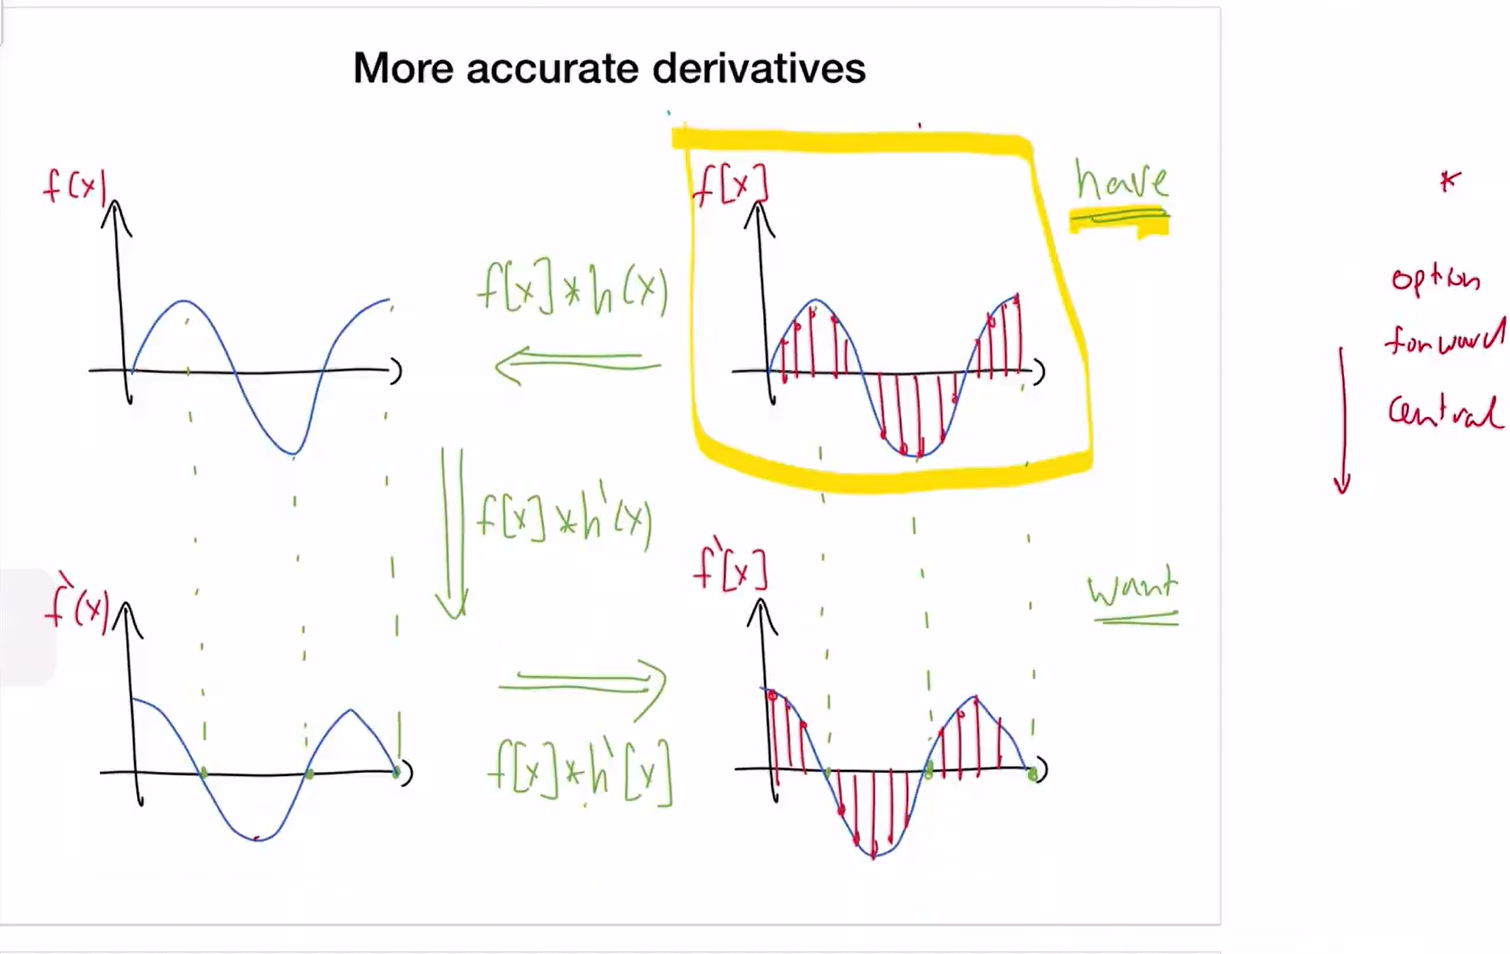 More accurate derivatives
f(x)
f[x]
have
f[x]*h(x)
f[x]*h'(x)
f'(x)
f'[x]
want
f[x]*h'[x]
*
option
forward
central